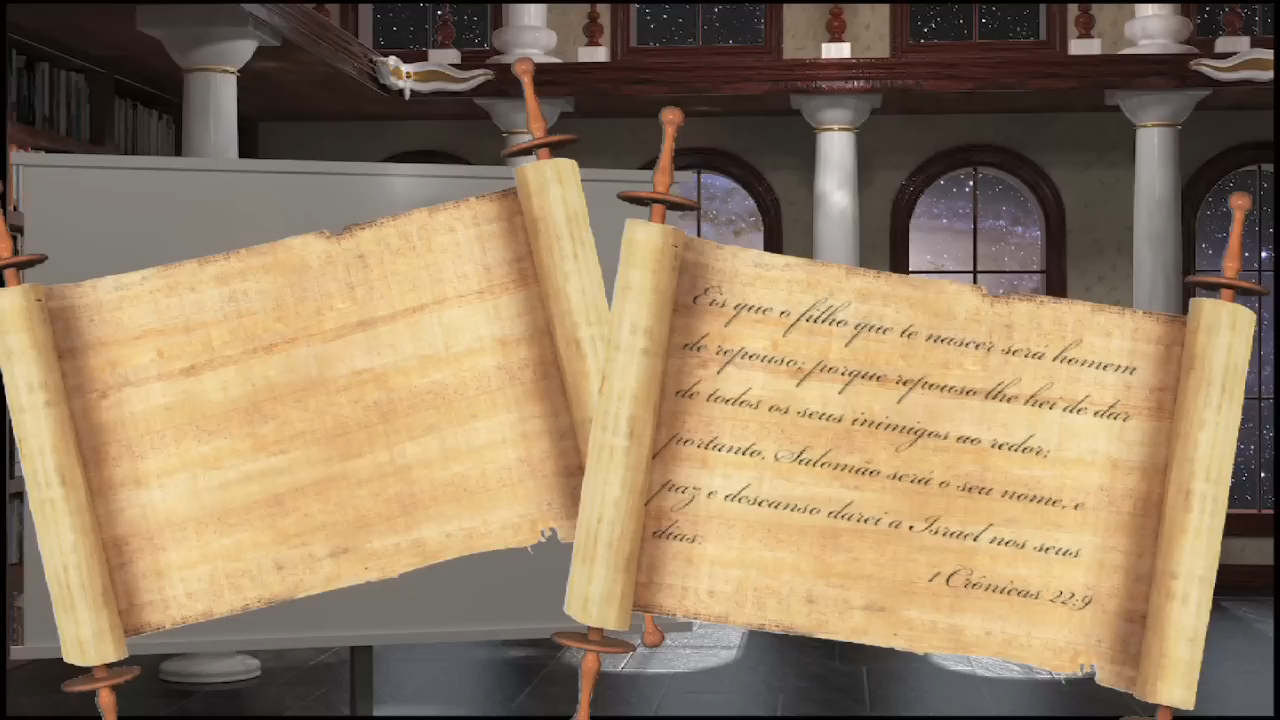 Eis que o filho que te nascer será homem
de repouso; porque repouso lhe hei de dar
de todos os seus inimigos ao redor;
portanto, Salomão será o seu nome, e
paz e descanso darei a Israel nos seus
dias.
1 Crônicas 22:9